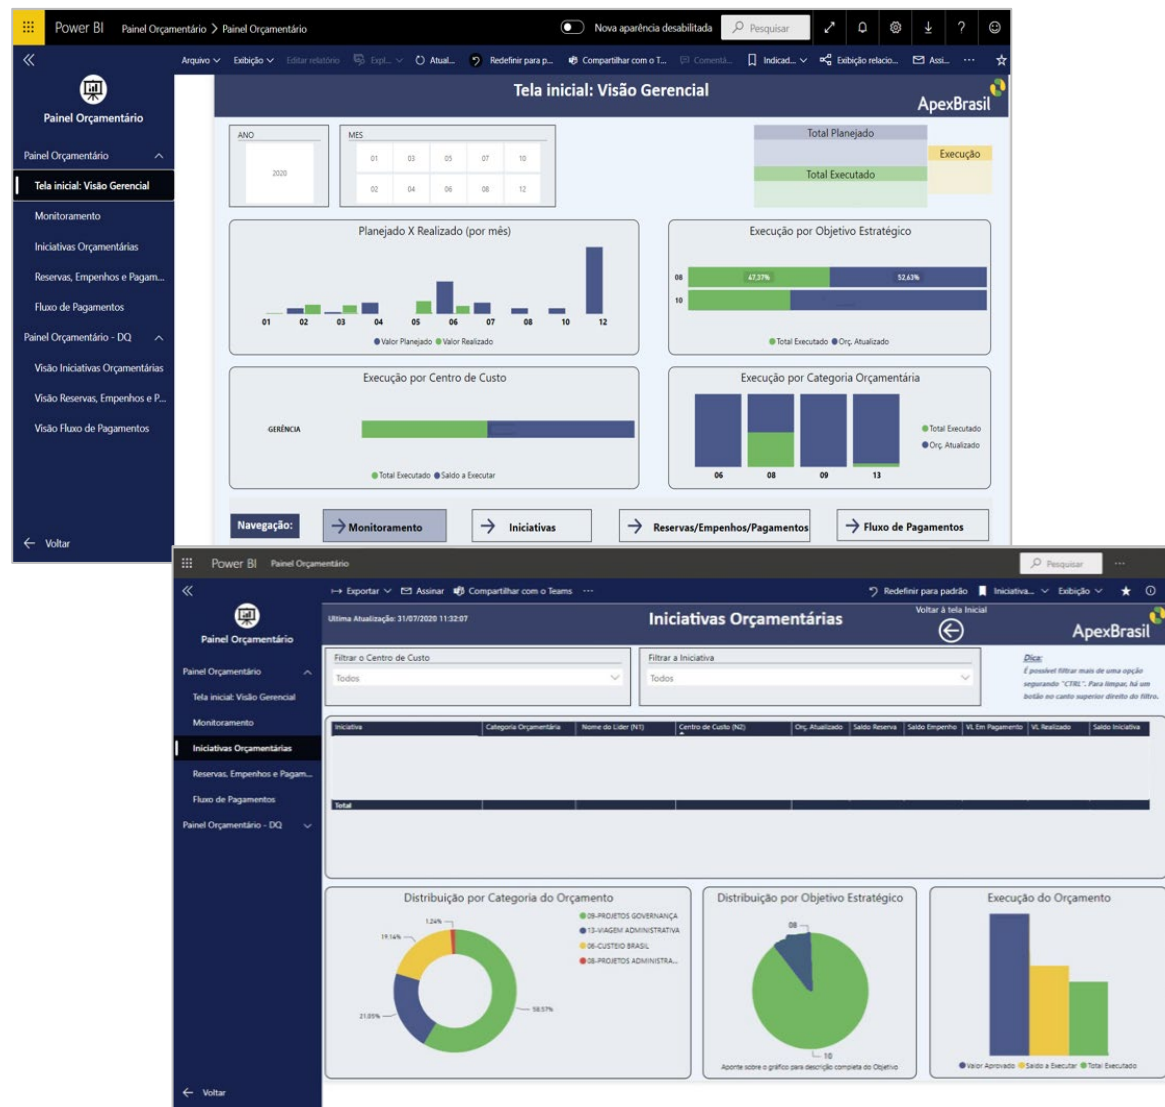 Power BI Painel Orçamentário > Painel Orçamentário Nova aparência desabilitada Pesquisar
Arquivo Exibição Editar relatório Expl... Atual... Redefinir para p... Compartilhar com o T... Comentá... Indicad... Exibição relacio... Assi... ...
Painel Orçamentário
Painel Orçamentário
Tela inicial: Visão Gerencial
Monitoramento
Iniciativas Orçamentárias
Reservas, Empenhos e Pagam...
Fluxo de Pagamentos
Painel Orçamentário - DQ
Visão Iniciativas Orçamentárias
Visão Reservas, Empenhos e P...
Visão Fluxo de Pagamentos
Voltar
Tela inicial: Visão Gerencial
ApexBrasil
ANO
2020
MES
01 03 05 07 10
02 04 06 08 12
Total Planejado
Total Executado
Execução
Planejado X Realizado (por mês)
01 02 03 04 05 06 07 08 10 12
Valor Planejado Valor Realizado
Execução por Objetivo Estratégico
08 47,37% 52,63%
10
Total Executado Orç. Atualizado
Execução por Centro de Custo
GERÊNCIA
Total Executado Saldo a Executar
Execução por Categoria Orçamentária
06 08 09 13
Total Executado
Orç. Atualizado
Navegação: Monitoramento Iniciativas Reservas/Empenhos/Pagamentos Fluxo de Pagamentos
Power BI Painel Orçamentário Pesquisar ...
Exportar Assinar Compartilhar com o Teams ... Redefinir para padrão Iniciativa... Exibição
Painel Orçamentário
Painel Orçamentário
Tela inicial: Visão Gerencial
Monitoramento
Iniciativas Orçamentárias
Reservas, Empenhos e Pagam...
Fluxo de Pagamentos
Painel Orçamentário - DQ
Voltar
Ultima Atualização: 31/07/2020 11:32:07
Iniciativas Orçamentárias
Voltar à tela Inicial
ApexBrasil
Filtrar o Centro de Custo
Todos
Filtrar a Iniciativa
Todos
Dica:
É possível filtrar mais de uma opção
segurando "CTRL". Para limpar, há um
botão no canto superior direito do filtro.
Iniciativa Categoria Orçamentária Nome do Lider (N1) Centro de Custo (N2) Orç. Atualizado Saldo Reserva Saldo Empenho VL Em Pagamento VL Realizado Saldo Iniciativa
Total
Distribuição por Categoria do Orçamento
1.24%
19.14%
21.05%
58.57%
09-PROJETOS GOVERNANÇA
13-VIAGEM ADMINISTRATIVA
06-CUSTEIO BRASIL
08-PROJETOS ADMINISTRA...
Distribuição por Objetivo Estratégico
08
10
Aponte sobre o gráfico para descrição completa do Objetivo
Execução do Orçamento
Valor Aprovado Saldo a Executar Total Executado